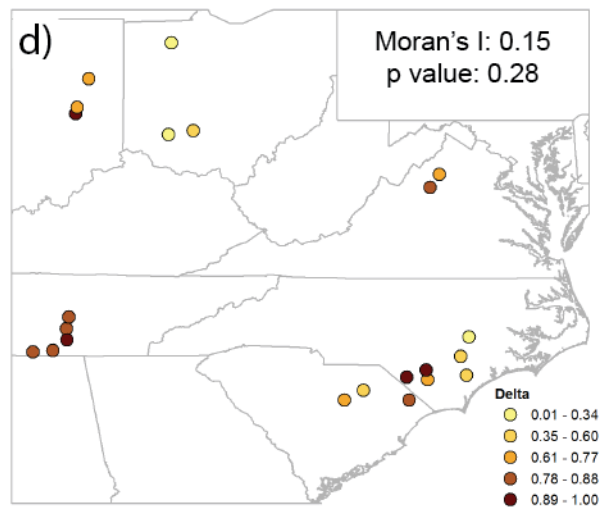 d)
Moran's I: 0.15
p value: 0.28
Delta
0.01 - 0.34
0.35 - 0.60
0.61 - 0.77
0.78 - 0.88
0.89 - 1.00